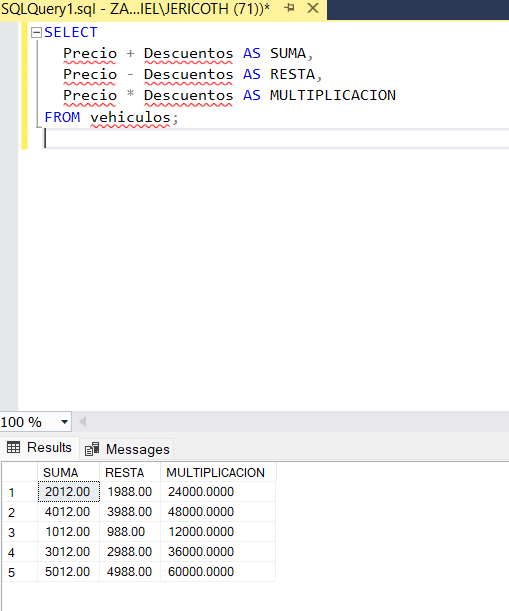 SQLQuery1.sql - ZA...IEL\JERICOTH (71))*
SELECT
Precio + Descuentos AS SUMA,
Precio - Descuentos AS RESTA,
Precio * Descuentos AS MULTIPLICACION
FROM vehiculos;
100 %
Results Messages
SUMA RESTA MULTIPLICACION
1 2012.00 1988.00 24000.0000
2 4012.00 3988.00 48000.0000
3 1012.00 988.00 12000.0000
4 3012.00 2988.00 36000.0000
5 5012.00 4988.00 60000.0000